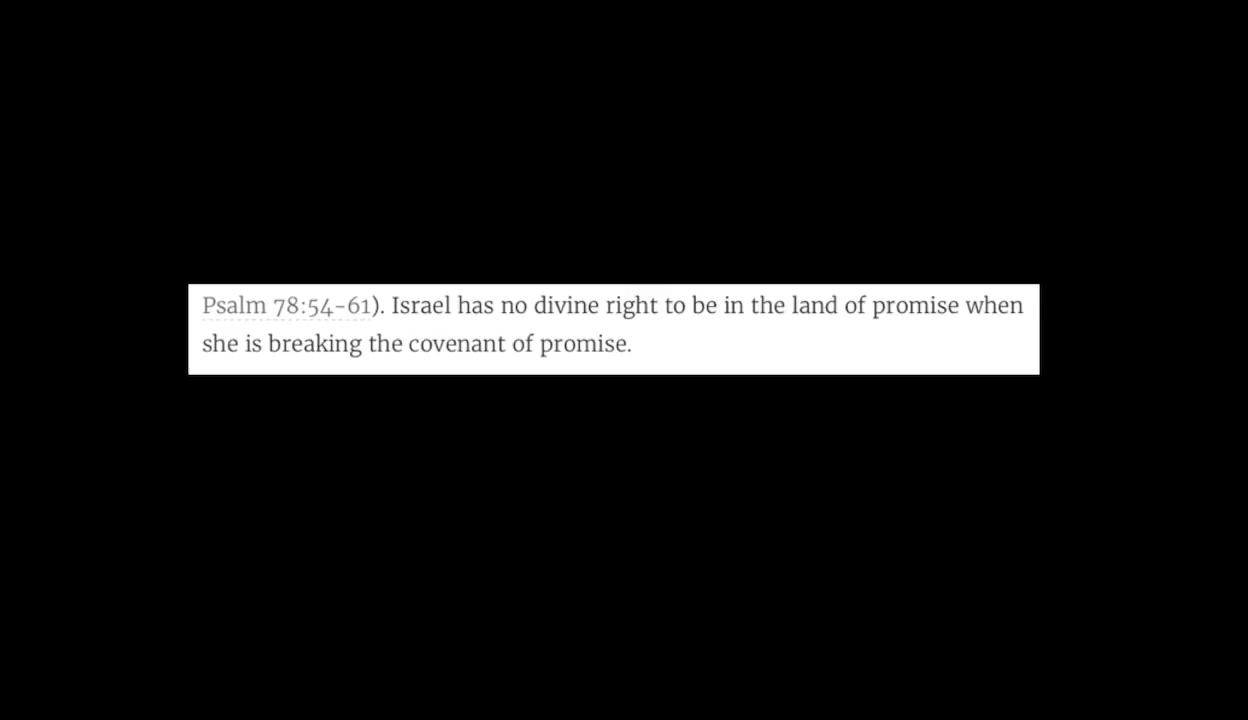 Psalm 78:54-61). Israel has no divine right to be in the land of promise when
she is breaking the covenant of promise.